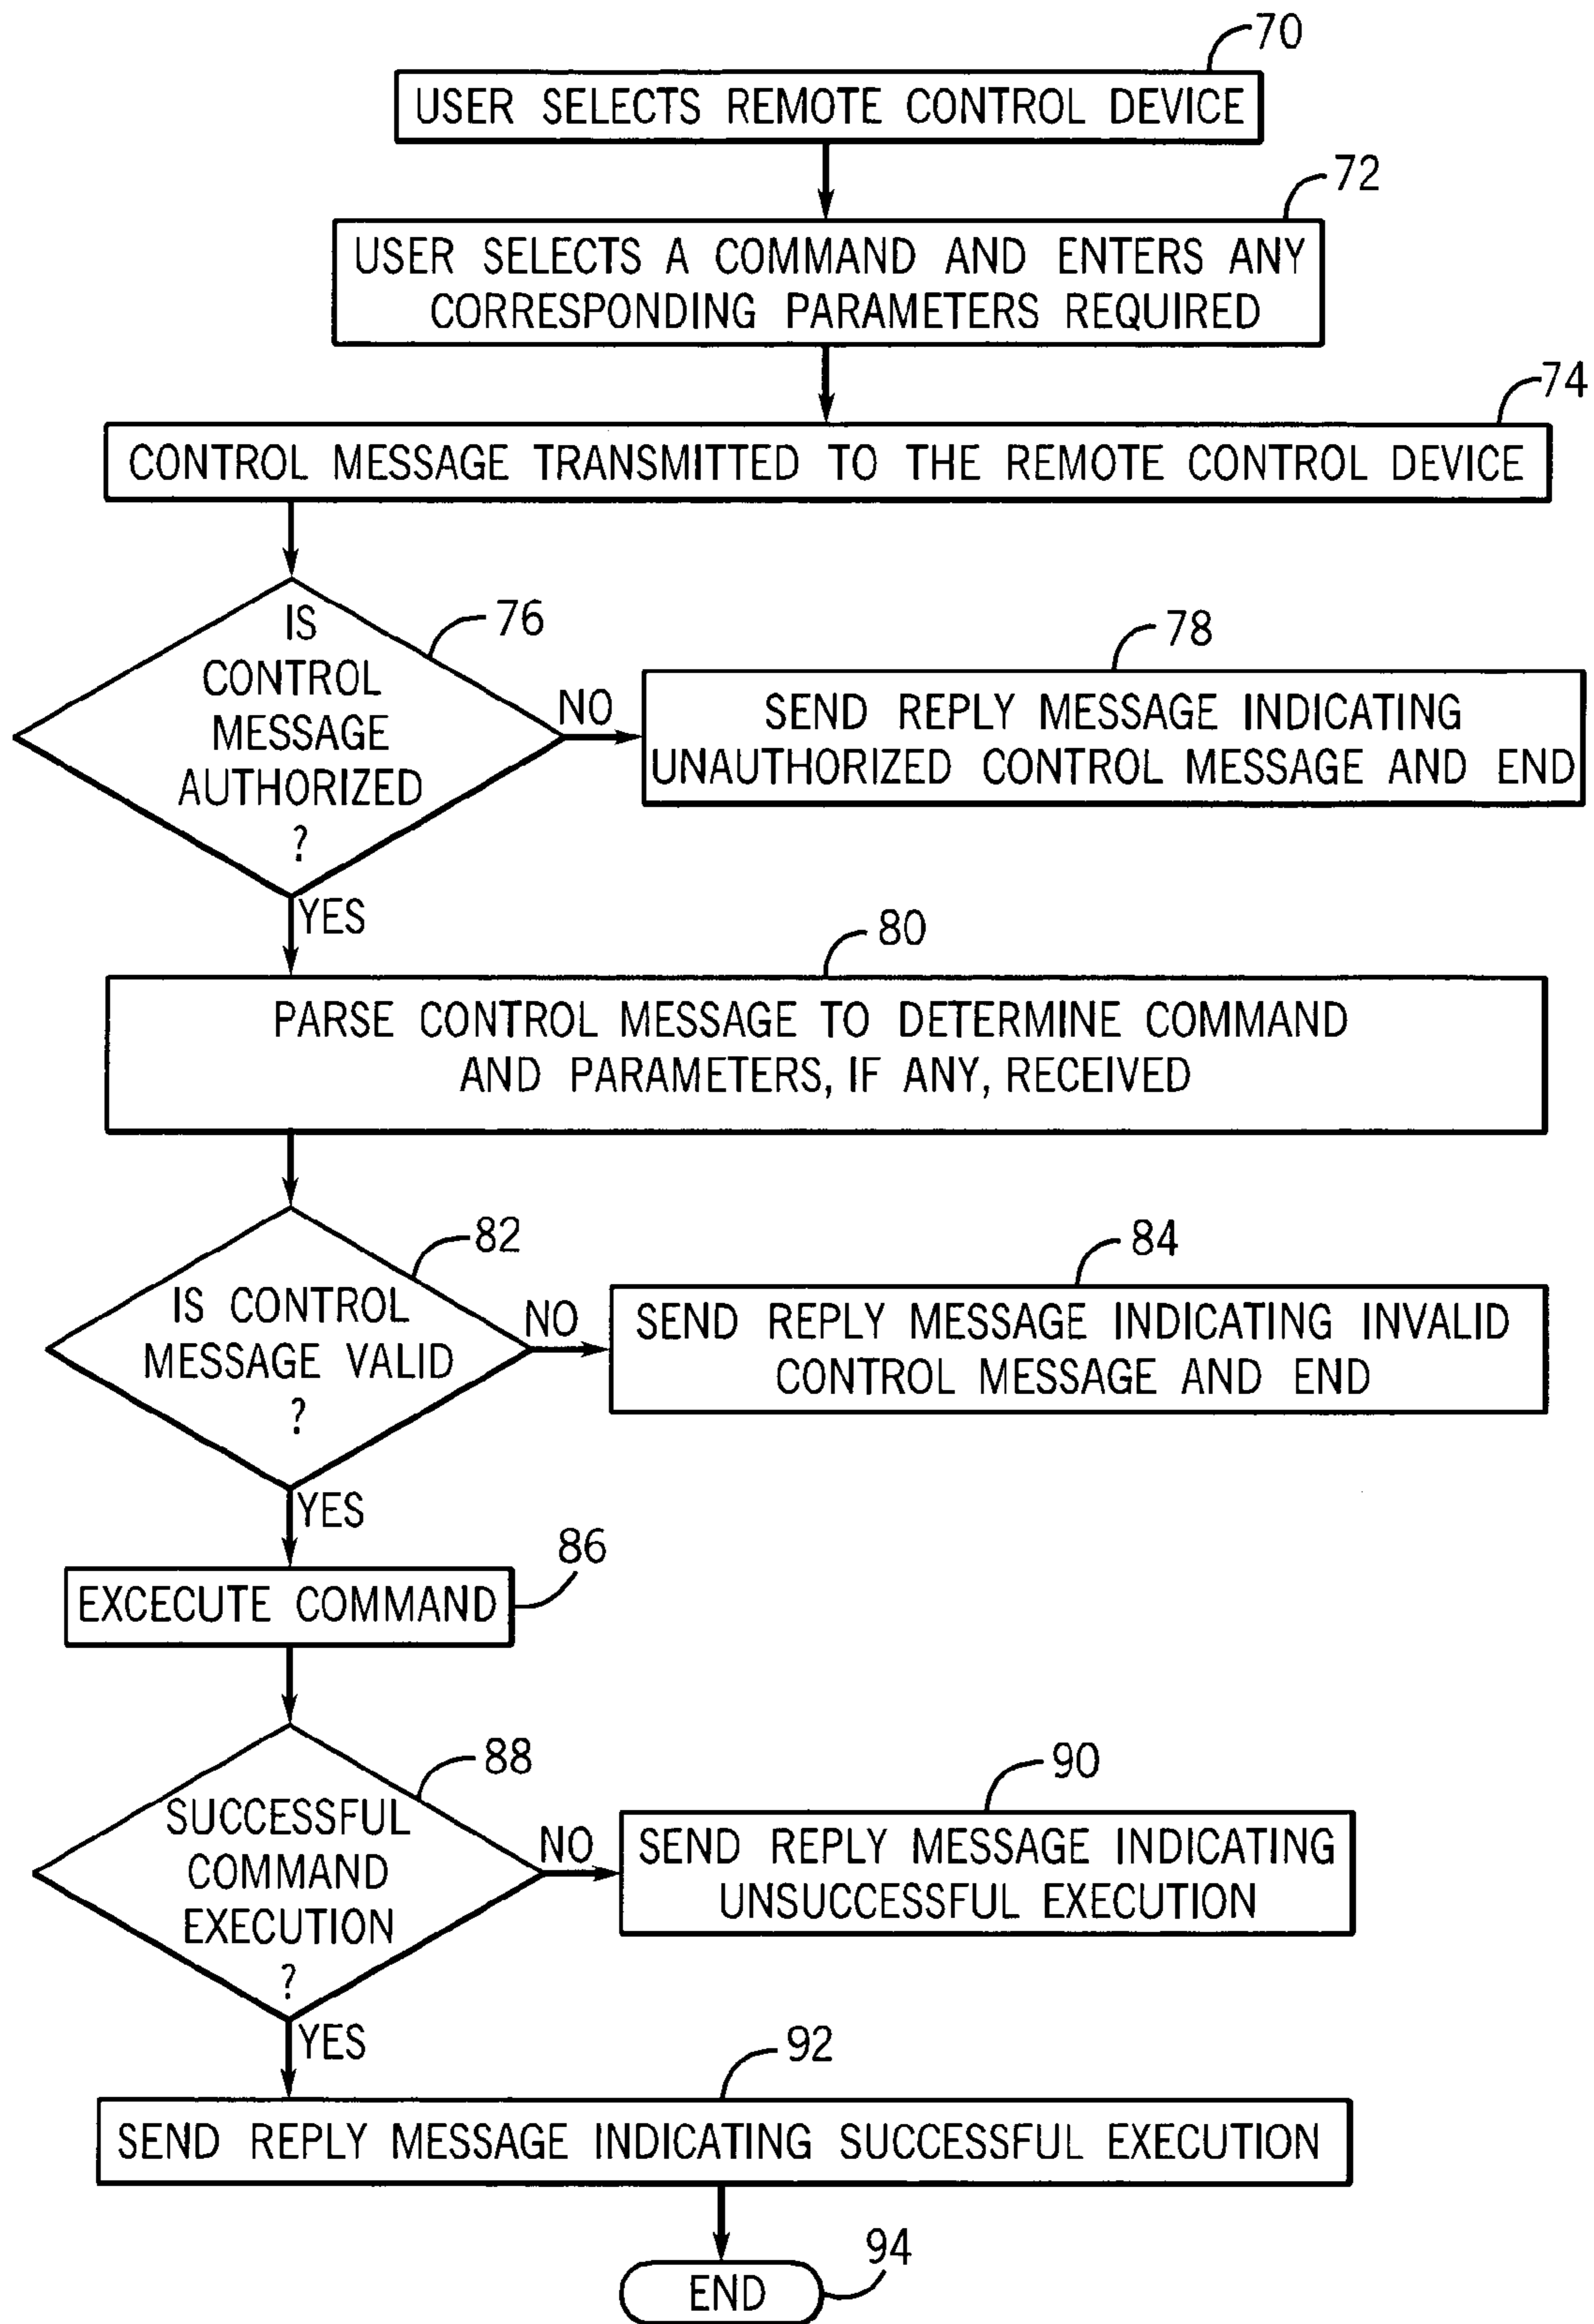 70
USER SELECTS REMOTE CONTROL DEVICE
72
USER SELECTS A COMMAND AND ENTERS ANY
CORRESPONDING PARAMETERS REQUIRED
74
CONTROL MESSAGE TRANSMITTED TO THE REMOTE CONTROL DEVICE
IS
CONTROL
MESSAGE
AUTHORIZED
?
76
NO
78
SEND REPLY MESSAGE INDICATING
UNAUTHORIZED CONTROL MESSAGE AND END
YES
80
PARSE CONTROL MESSAGE TO DETERMINE COMMAND
AND PARAMETERS, IF ANY, RECEIVED
82
IS CONTROL
MESSAGE VALID
?
NO
84
SEND REPLY MESSAGE INDICATING INVALID
CONTROL MESSAGE AND END
YES
86
EXCECUTE COMMAND
88
SUCCESSFUL
COMMAND
EXECUTION
?
NO
90
SEND REPLY MESSAGE INDICATING
UNSUCCESSFUL EXECUTION
YES
92
SEND REPLY MESSAGE INDICATING SUCCESSFUL EXECUTION
94
END